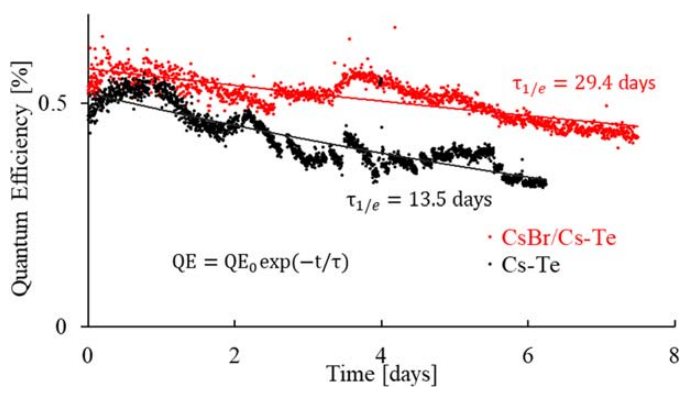 Quantum Efficiency [%]
0.5
0
τ1/e = 29.4 days
τ1/e = 13.5 days
CsBr/Cs-Te
Cs-Te
QE = QE₀ exp(−t/τ)
0 2 4 6 8
Time [days]